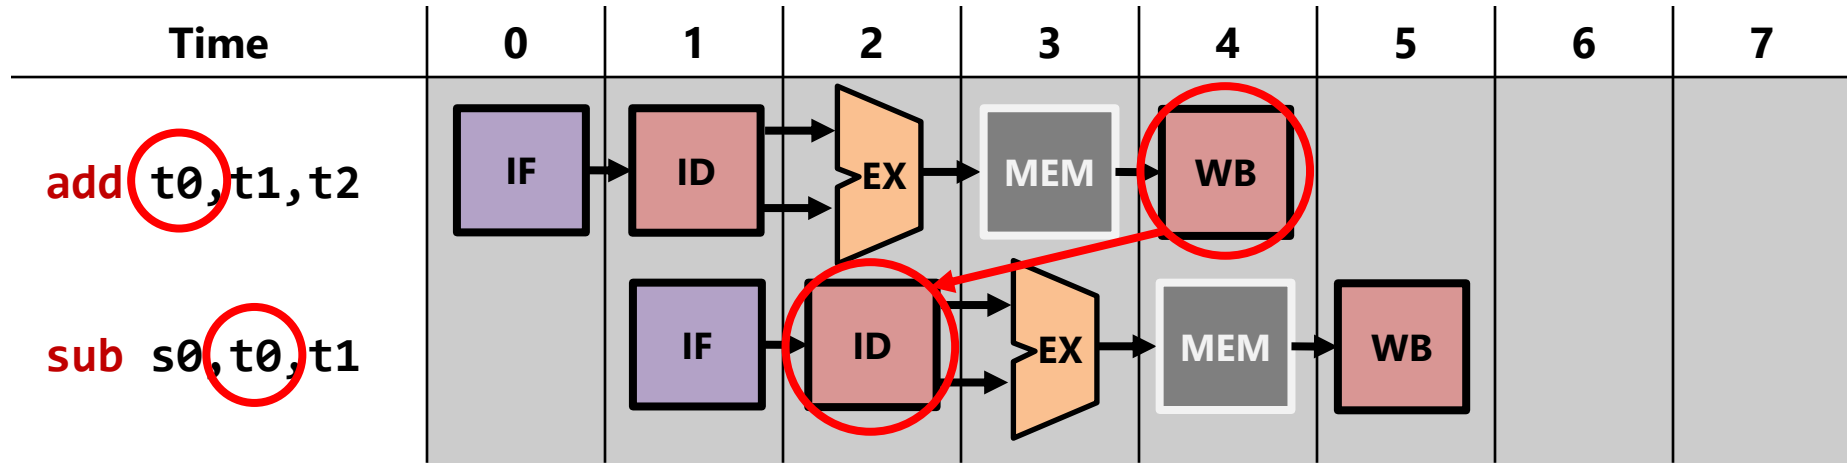 Time 0 1 2 3 4 5 6 7
add t0,t1,t2 IF ID EX MEM WB
sub s0,t0,t1 IF ID EX MEM WB